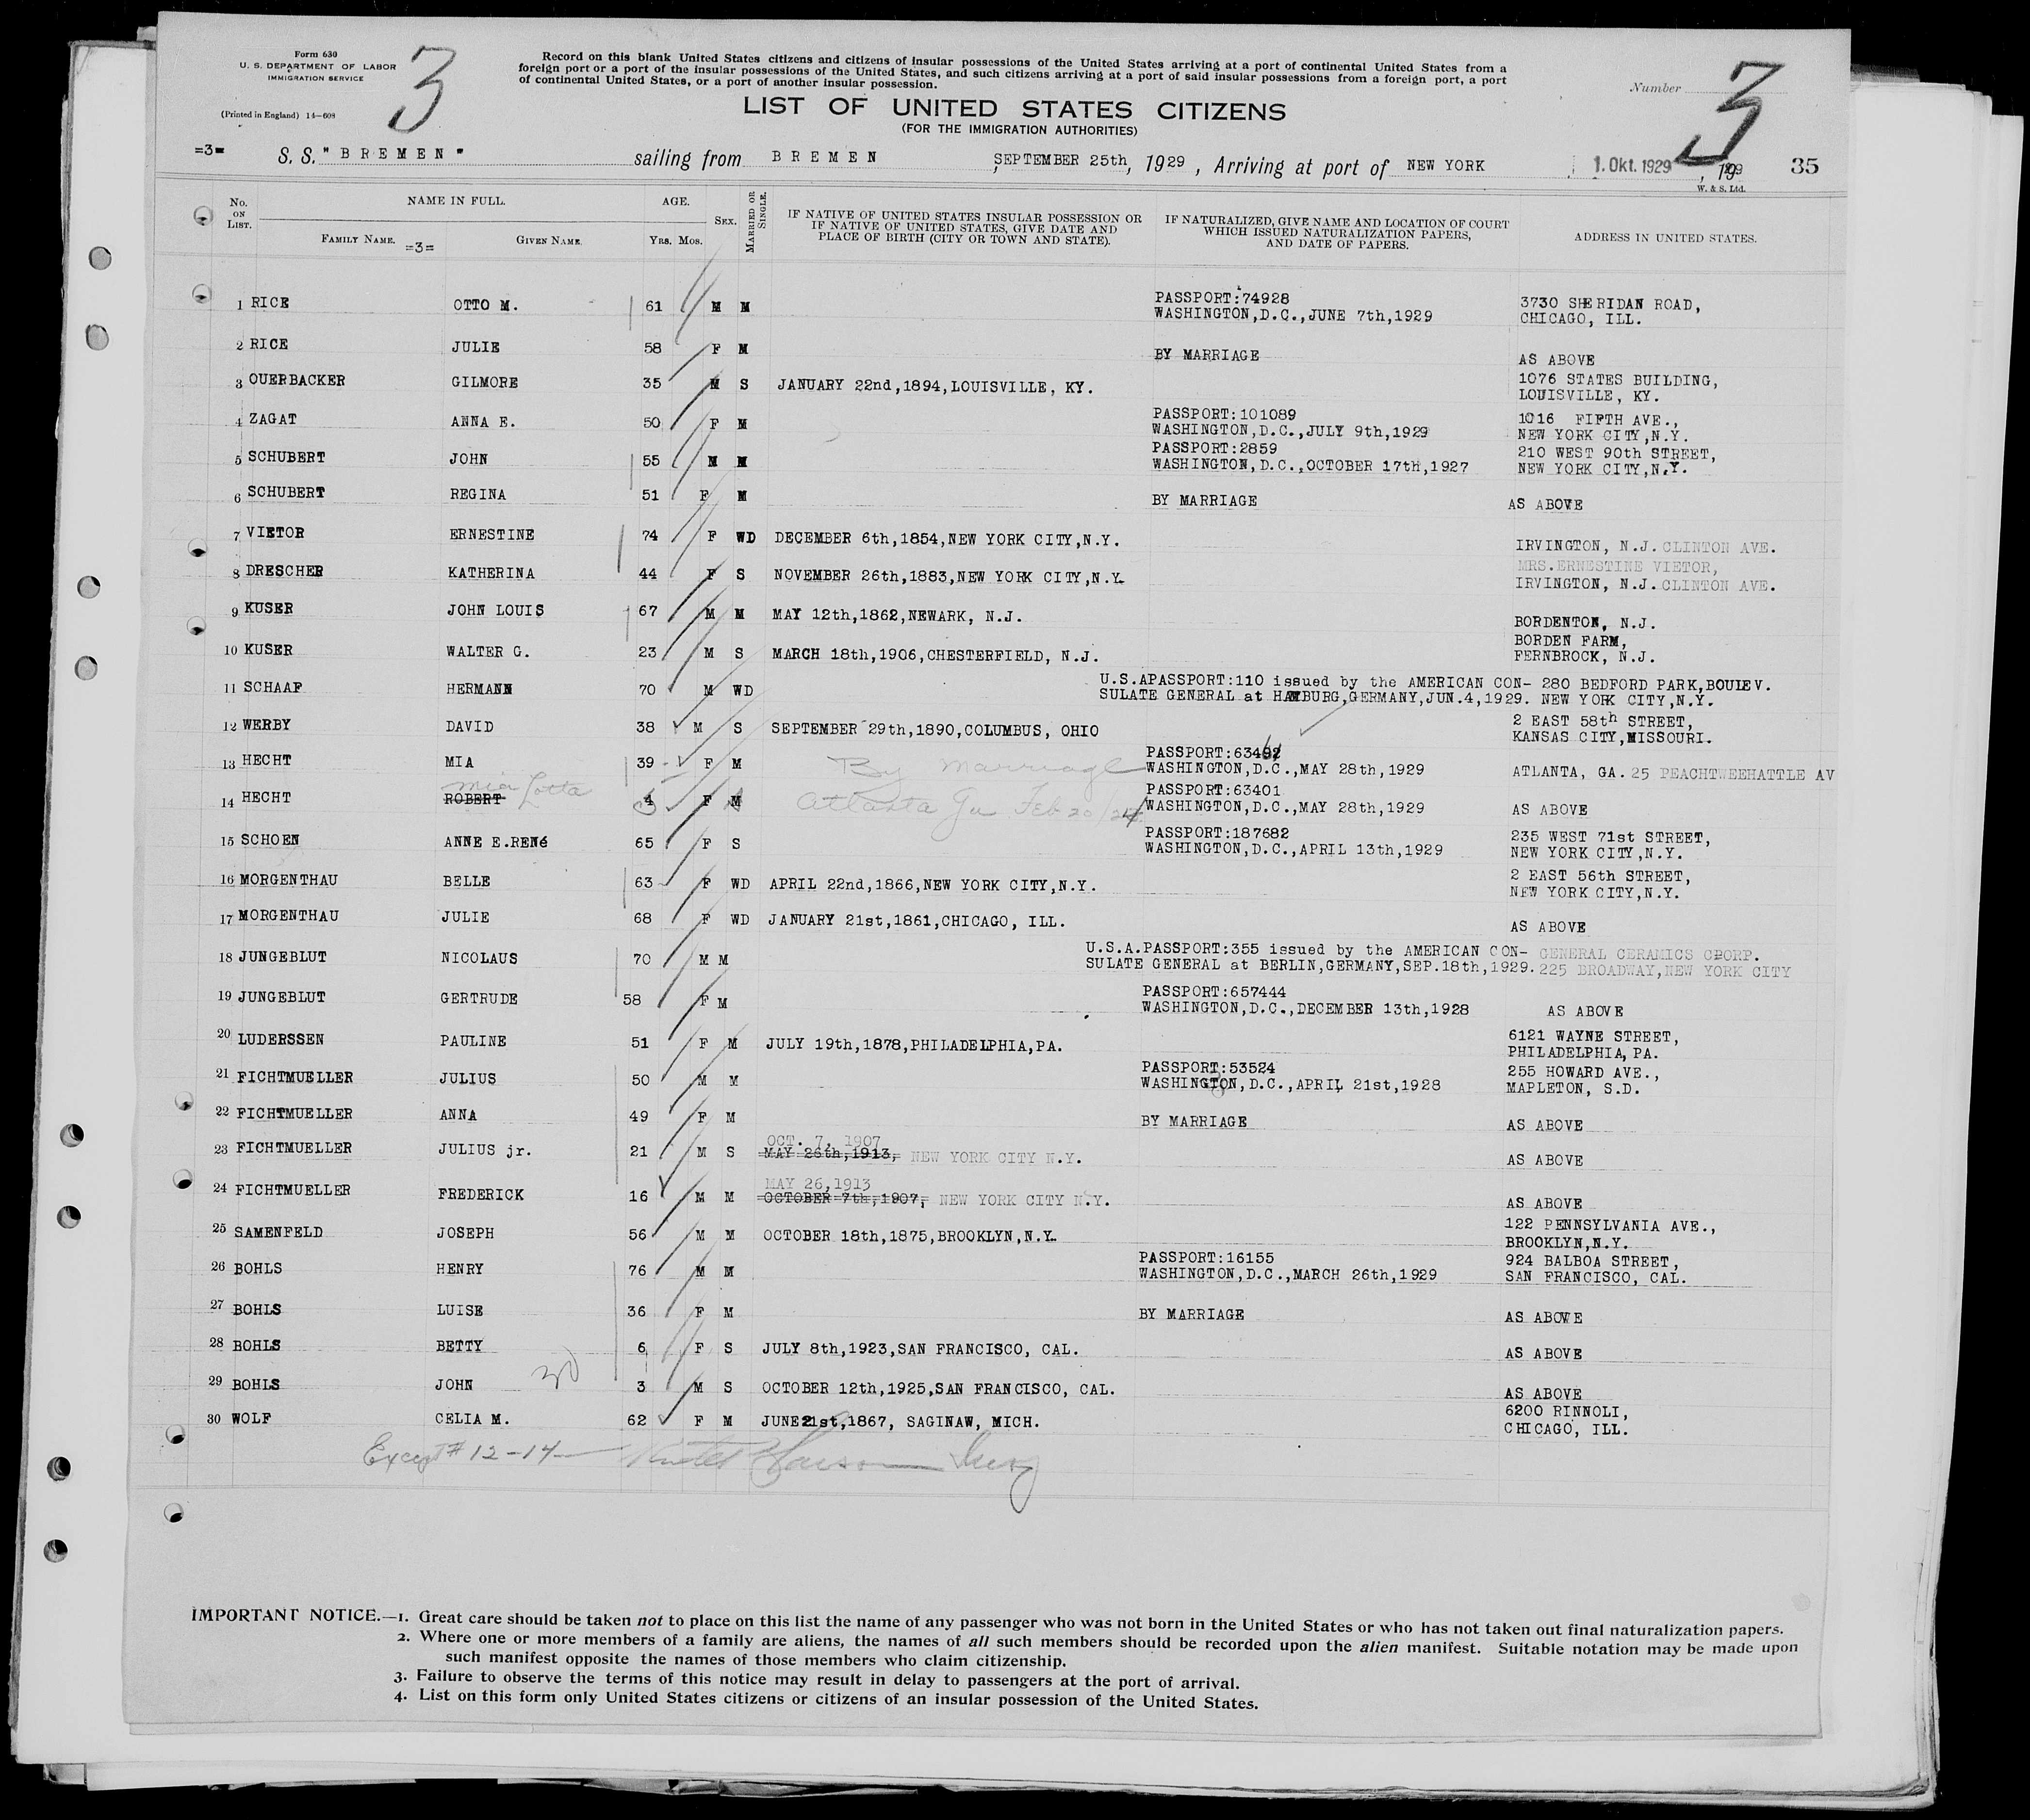 Form 630
U. S. DEPARTMENT OF LABOR
IMMIGRATION SERVICE
(Printed in England) 14—608
3
Record on this blank United States citizens and citizens of insular possessions of the United States arriving at a port of continental United States from a
foreign port or a port of the insular possessions of the United States, and such citizens arriving at a port of said insular possessions from a foreign port, a port
of continental United States, or a port of another insular possession.
Number 3
LIST OF UNITED STATES CITIZENS
(FOR THE IMMIGRATION AUTHORITIES)
=3= S. S. "BREMEN" sailing from BREMEN, SEPTEMBER 25th, 1929, Arriving at port of NEW YORK, 1. Okt. 1929, 1929 35
W. & S. Ltd.
No. ON LIST. NAME IN FULL. FAMILY NAME. =3= GIVEN NAME. AGE. YRS. MOS. SEX. MARRIED OR SINGLE. IF NATIVE OF UNITED STATES INSULAR POSSESSION OR IF NATIVE OF UNITED STATES, GIVE DATE AND PLACE OF BIRTH (CITY OR TOWN AND STATE). IF NATURALIZED, GIVE NAME AND LOCATION OF COURT WHICH ISSUED NATURALIZATION PAPERS, AND DATE OF PAPERS. ADDRESS IN UNITED STATES.
1 RICE OTTO M. 61 M M PASSPORT:74928 WASHINGTON,D.C.,JUNE 7th,1929 3730 SHERIDAN ROAD, CHICAGO, ILL.
2 RICE JULIE 58 F M BY MARRIAGE AS ABOVE
3 OUERBACKER GILMORE 35 M S JANUARY 22nd,1894,LOUISVILLE, KY. 1076 STATES BUILDING, LOUISVILLE, KY.
4 ZAGAT ANNA E. 50 F M PASSPORT:101089 WASHINGTON,D.C.,JULY 9th,1929 1016 FIFTH AVE., NEW YORK CITY,N.Y.
5 SCHUBERT JOHN 55 M M PASSPORT:2859 WASHINGTON,D.C.,OCTOBER 17th,1927 210 WEST 90th STREET, NEW YORK CITY,N.Y.
6 SCHUBERT REGINA 51 F M BY MARRIAGE AS ABOVE
7 VIETOR ERNESTINE 74 F WD DECEMBER 6th,1854,NEW YORK CITY,N.Y. IRVINGTON, N.J. CLINTON AVE.
8 DRESCHER KATHERINA 44 F S NOVEMBER 26th,1883,NEW YORK CITY,N.Y. MRS.ERNESTINE VIETOR, IRVINGTON, N.J. CLINTON AVE.
9 KUSER JOHN LOUIS 67 M M MAY 12th,1862,NEWARK, N.J. BORDENTON, N.J.
10 KUSER WALTER G. 23 M S MARCH 18th,1906,CHESTERFIELD, N.J. BORDEN FARM, FERNBROCK, N.J.
11 SCHAAF HERMANN 70 M WD U.S.APASSPORT:110 issued by the AMERICAN CON-SULATE GENERAL at HAMBURG,GERMANY,JUN.4,1929. 280 BEDFORD PARK,BOULEV. NEW YORK CITY,N.Y.
12 WERBY DAVID 38 M S SEPTEMBER 29th,1890,COLUMBUS, OHIO 2 EAST 58th STREET, KANSAS CITY,MISSOURI.
13 HECHT MIA 39 F M By marriage PASSPORT: WASHINGTON,D.C.,MAY 28th,1929 ATLANTA, GA. 25 PEACHTWEEHATTLE AV
14 HECHT ROBERT Mia Lotta F Atlanta Ga Feb 20/24 PASSPORT:63401 WASHINGTON,D.C.,MAY 28th,1929 AS ABOVE
15 SCHOEN ANNE E.RENé 65 F S PASSPORT:187682 WASHINGTON,D.C.,APRIL 13th,1929 235 WEST 71st STREET, NEW YORK CITY,N.Y.
16 MORGENTHAU BELLE 63 F WD APRIL 22nd,1866,NEW YORK CITY,N.Y. 2 EAST 56th STREET, NEW YORK CITY,N.Y.
17 MORGENTHAU JULIE 68 F WD JANUARY 21st,1861,CHICAGO, ILL. AS ABOVE
18 JUNGEBLUT NICOLAUS 70 M M U.S.A.PASSPORT:355 issued by the AMERICAN CON-SULATE GENERAL at BERLIN,GERMANY,SEP.18th,1929. GENERAL CERAMICS CPORP. 225 BROADWAY,NEW YORK CITY
19 JUNGEBLUT GERTRUDE 58 F M PASSPORT:657444 WASHINGTON,D.C.,DECEMBER 13th,1928 AS ABOVE
20 LUDERSSEN PAULINE 51 F M JULY 19th,1878,PHILADELPHIA,PA. 6121 WAYNE STREET, PHILADELPHIA, PA.
21 FICHTMUELLER JULIUS 50 M M PASSPORT:53524 WASHINGTON,D.C.,APRIL 21st,1928 255 HOWARD AVE., MAPLETON, S.D.
22 FICHTMUELLER ANNA 49 F M BY MARRIAGE AS ABOVE
23 FICHTMUELLER JULIUS jr. 21 M S OCT. 7, 1907 MAY 26th,1913, NEW YORK CITY N.Y. AS ABOVE
24 FICHTMUELLER FREDERICK 16 M M MAY 26,1913 OCTOBER 7th,1907, NEW YORK CITY N.Y. AS ABOVE
25 SAMENFELD JOSEPH 56 M M OCTOBER 18th,1875,BROOKLYN,N.Y. 122 PENNSYLVANIA AVE., BROOKLYN,N.Y.
26 BOHLS HENRY 76 M M PASSPORT:16155 WASHINGTON,D.C.,MARCH 26th,1929 924 BALBOA STREET, SAN FRANCISCO, CAL.
27 BOHLS LUISE 36 F M BY MARRIAGE AS ABOVE
28 BOHLS BETTY 6 F S JULY 8th,1923,SAN FRANCISCO, CAL. AS ABOVE
29 BOHLS JOHN 3 M S OCTOBER 12th,1925,SAN FRANCISCO, CAL. AS ABOVE
30 WOLF CELIA M. 62 F M JUNE21st,1867, SAGINAW, MICH. 6200 RINNOLI, CHICAGO, ILL.
Except # 12-14
IMPORTANT NOTICE.—1. Great care should be taken not to place on this list the name of any passenger who was not born in the United States or who has not taken out final naturalization papers.
2. Where one or more members of a family are aliens, the names of all such members should be recorded upon the alien manifest. Suitable notation may be made upon
such manifest opposite the names of those members who claim citizenship.
3. Failure to observe the terms of this notice may result in delay to passengers at the port of arrival.
4. List on this form only United States citizens or citizens of an insular possession of the United States.